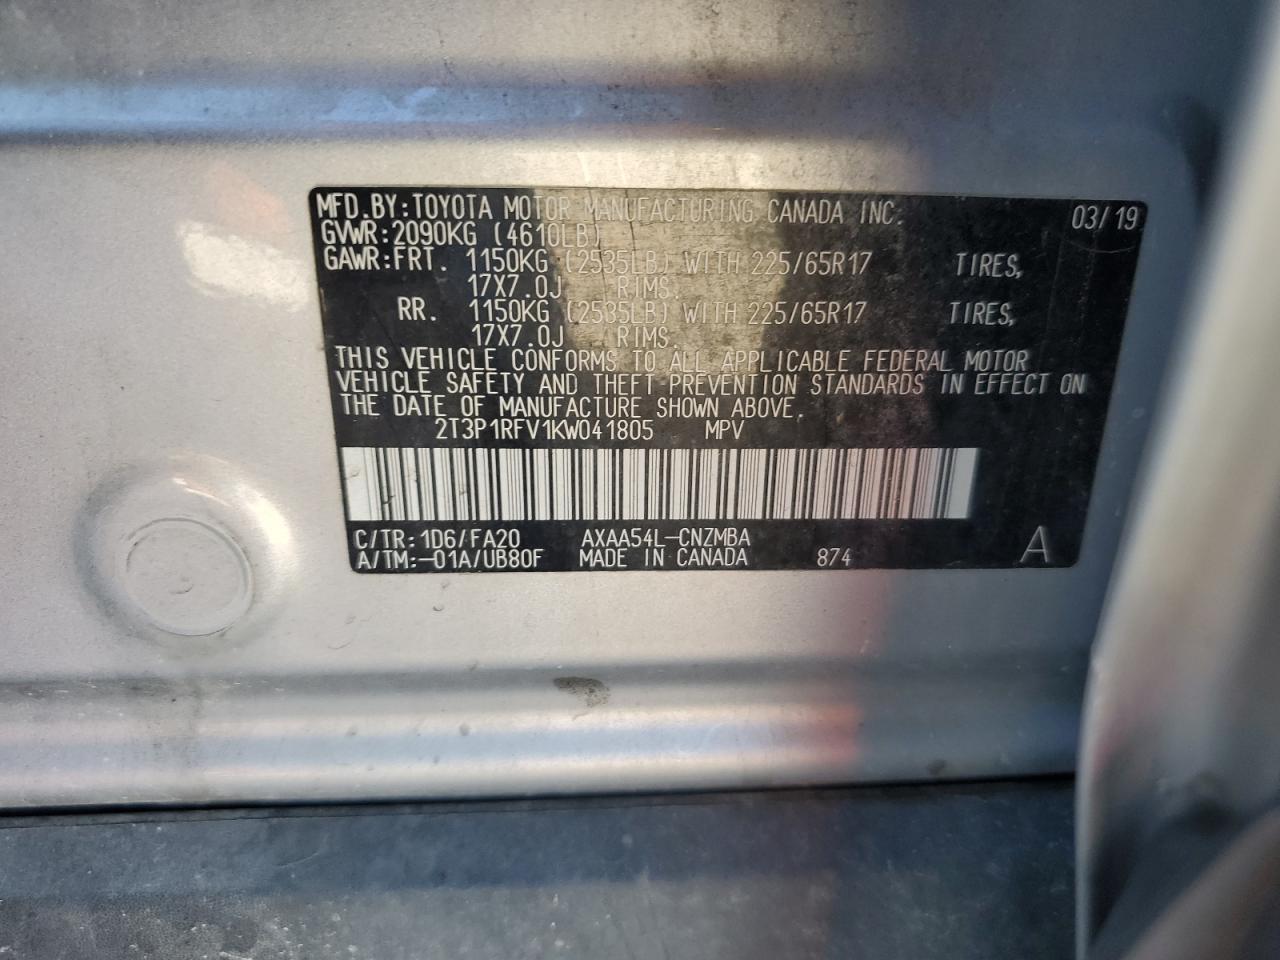 MFD.BY:TOYOTA MOTOR MANUFACTURING CANADA INC. 03/19
GVWR:2090KG (4610LB)
GAWR:FRT. 1150KG (2535LB) WITH 225/65R17 TIRES,
17X7.0J RIMS.
RR. 1150KG (2535LB) WITH 225/65R17 TIRES,
17X7.0J RIMS.
THIS VEHICLE CONFORMS TO ALL APPLICABLE FEDERAL MOTOR
VEHICLE SAFETY AND THEFT PREVENTION STANDARDS IN EFFECT ON
THE DATE OF MANUFACTURE SHOWN ABOVE.
2T3P1RFV1KW041805 MPV
C/TR:1D6/FA20 AXAA54L-CNZMBA
A/TM:-01A/UB80F MADE IN CANADA 874 A